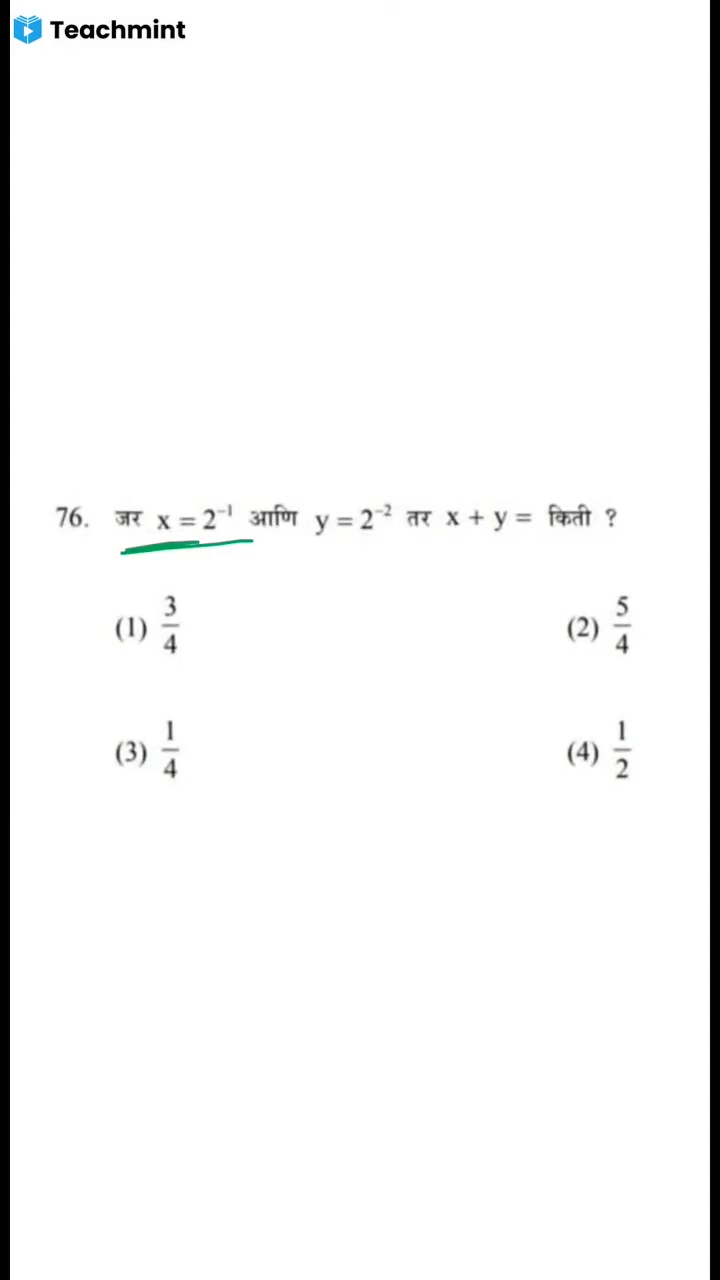 Teachmint
76. जर x = 2⁻¹ आणि y = 2⁻² तर x + y = किती ?
(1) 3/4 (2) 5/4
(3) 1/4 (4) 1/2